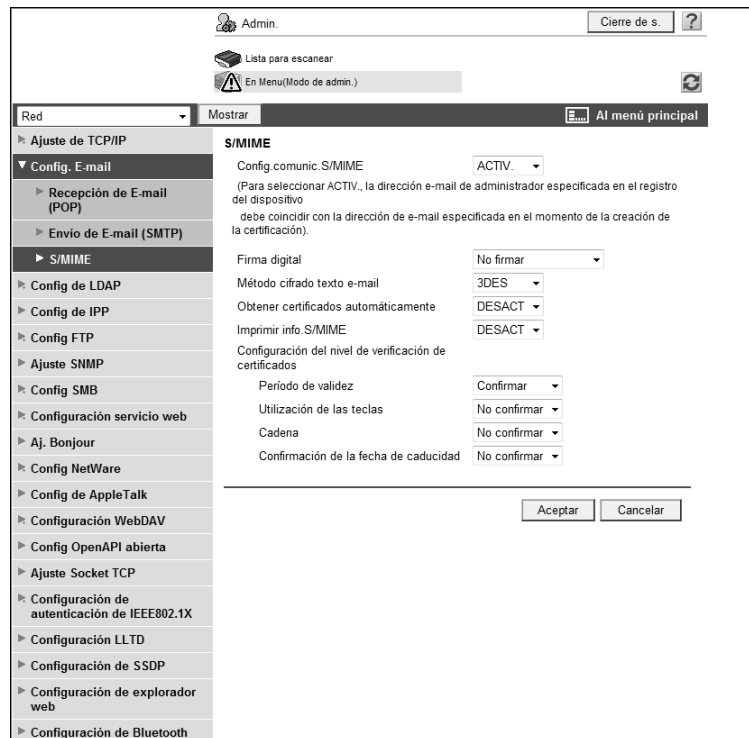 Admin.
Cierre de s.
?
Lista para escanear
En Menu(Modo de admin.)
Red
Mostrar
Al menú principal
Ajuste de TCP/IP
Config. E-mail
Recepción de E-mail
(POP)
Envío de E-mail (SMTP)
S/MIME
Config de LDAP
Config de IPP
Config FTP
Ajuste SNMP
Config SMB
Configuración servicio web
Aj. Bonjour
Config NetWare
Config de AppleTalk
Configuración WebDAV
Config OpenAPI abierta
Ajuste Socket TCP
Configuración de
autenticación de IEEE802.1X
Configuración LLTD
Configuración de SSDP
Configuración de explorador
web
Configuración de Bluetooth
S/MIME
Config.comunic.S/MIME ACTIV.
(Para seleccionar ACTIV., la dirección e-mail de administrador especificada en el registro
del dispositivo
debe coincidir con la dirección de e-mail especificada en el momento de la creación de
la certificación).
Firma digital No firmar
Método cifrado texto e-mail 3DES
Obtener certificados automáticamente DESACT
Imprimir info.S/MIME DESACT
Configuración del nivel de verificación de
certificados
Período de validez Confirmar
Utilización de las teclas No confirmar
Cadena No confirmar
Confirmación de la fecha de caducidad No confirmar
Aceptar Cancelar